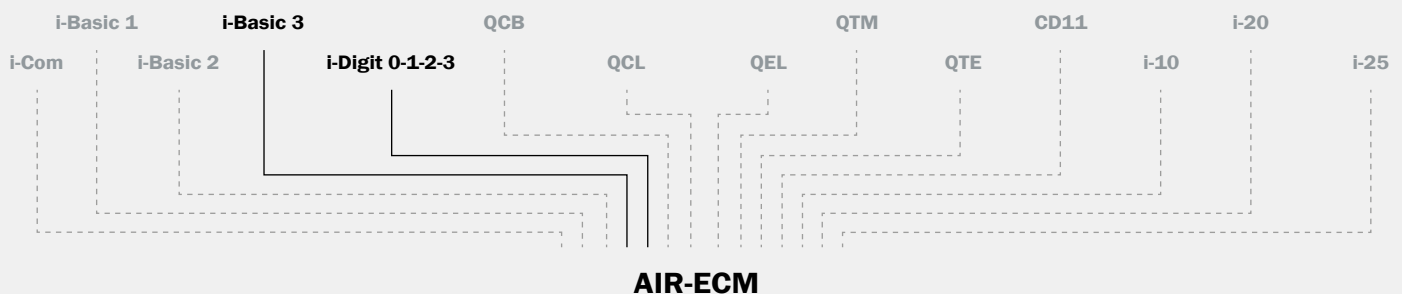 i-Basic 1 i-Basic 3 QCB QTM CD11 i-20
i-Com i-Basic 2 i-Digit 0-1-2-3 QCL QEL QTE i-10 i-25
AIR-ECM